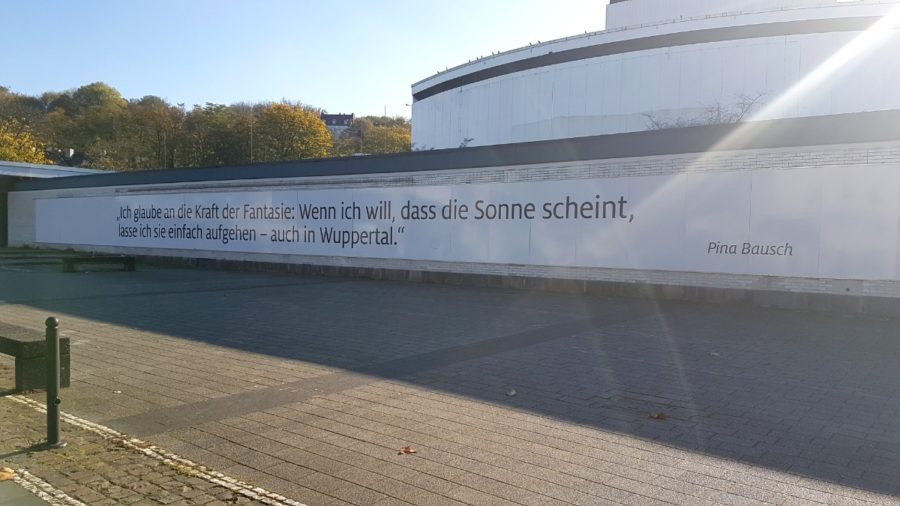 „Ich glaube an die Kraft der Fantasie: Wenn ich will, dass die Sonne scheint,
lasse ich sie einfach aufgehen – auch in Wuppertal.“
Pina Bausch